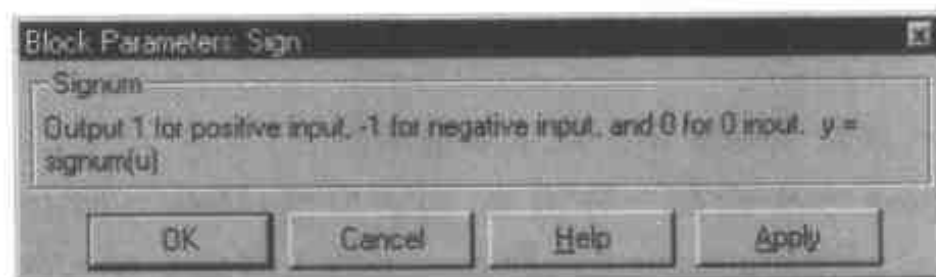 Block Parameters: Sign
Signum
Output 1 for positive input, -1 for negative input, and 0 for 0 input. y =
signum(u)
OK Cancel Help Apply